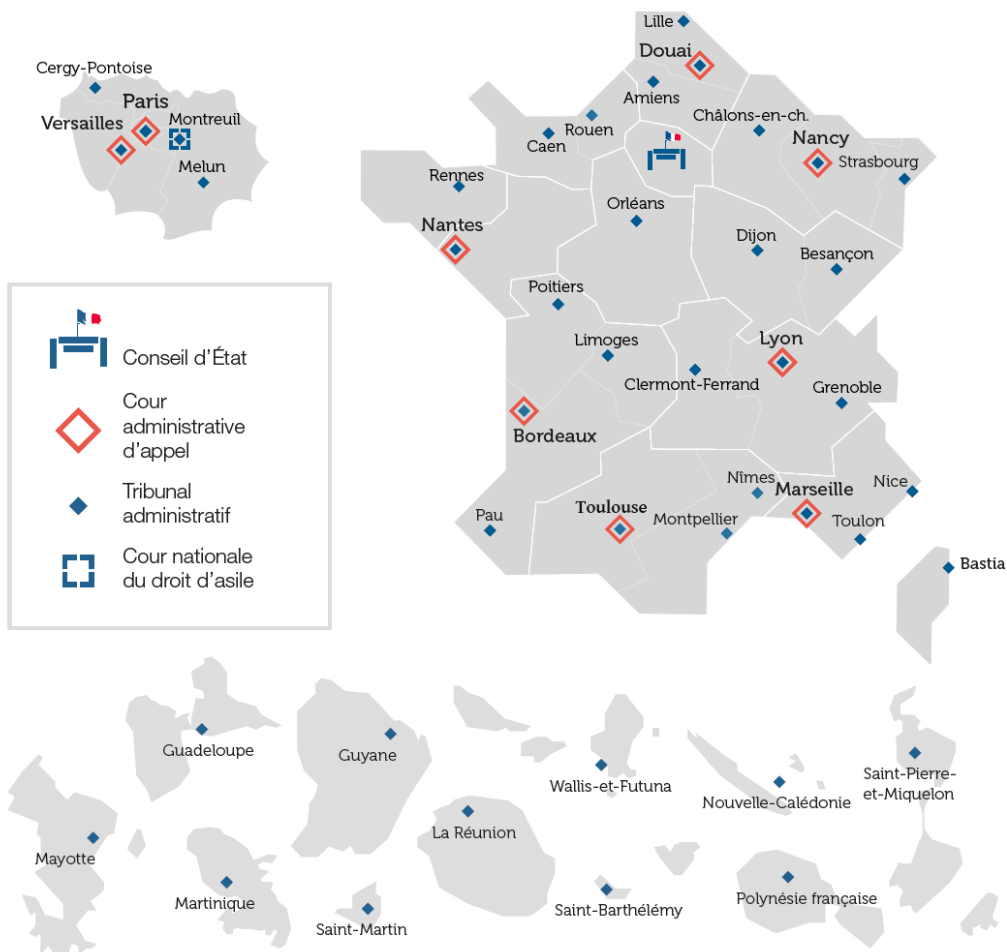 Cergy-Pontoise
Paris
Versailles
Montreuil
Melun
Lille
Douai
Amiens
Rouen
Caen
Châlons-en-ch.
Nancy
Strasbourg
Rennes
Nantes
Orléans
Dijon
Besançon
Poitiers
Limoges
Lyon
Clermont-Ferrand
Grenoble
Bordeaux
Nîmes
Marseille
Nice
Toulouse
Montpellier
Toulon
Pau
Bastia
Conseil d'État
Cour
administrative
d'appel
Tribunal
administratif
Cour nationale
du droit d'asile
Guadeloupe
Guyane
Wallis-et-Futuna
Nouvelle-Calédonie
Saint-Pierre-
et-Miquelon
Mayotte
La Réunion
Martinique
Saint-Martin
Saint-Barthélémy
Polynésie française